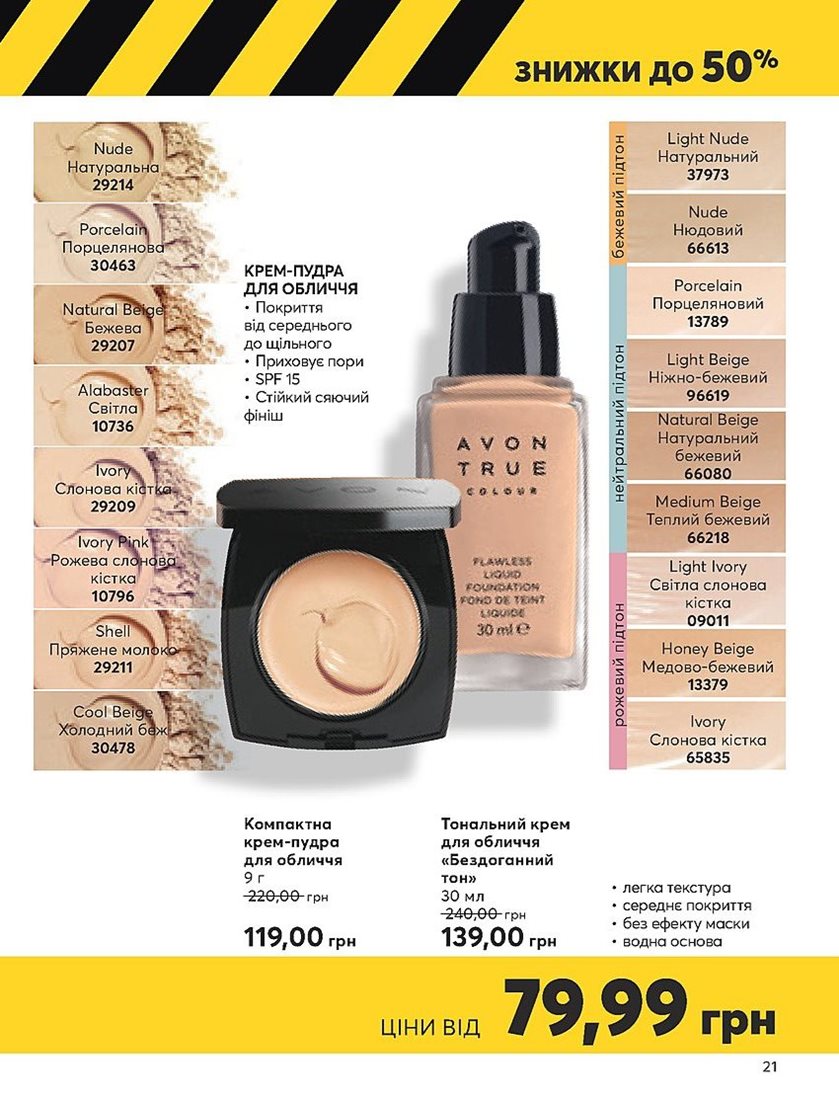 ЗНИЖКИ ДО 50%
Nude
Натуральна
29214
Porcelain
Порцелянова
30463
Natural Beige
Бежева
29207
Alabaster
Світла
10736
Ivory
Слонова кістка
29209
Ivory Pink
Рожева слонова
кістка
10796
Shell
Пряжене молоко
29211
Cool Beige
Холодний беж
30478
КРЕМ-ПУДРА
ДЛЯ ОБЛИЧЧЯ
• Покриття
від середнього
до щільного
• Приховує пори
• SPF 15
• Стійкий сяючий
фініш
AVON
AVON
TRUE
COLOUR
FLAWLESS
LIQUID
FOUNDATION
FOND DE TEINT
LIQUIDE
30 ml e
бежевий підтон
Light Nude
Натуральний
37973
Nude
Нюдовий
66613
нейтральний підтон
Porcelain
Порцеляновий
13789
Light Beige
Ніжно-бежевий
96619
Natural Beige
Натуральний
бежевий
66080
Medium Beige
Теплий бежевий
66218
рожевий підтон
Light Ivory
Світла слонова
кістка
09011
Honey Beige
Медово-бежевий
13379
Ivory
Слонова кістка
65835
Компактна
крем-пудра
для обличчя
9 г
220,00 грн
119,00 грн
Тональний крем
для обличчя
«Бездоганний
тон»
30 мл
240,00 грн
139,00 грн
• легка текстура
• середнє покриття
• без ефекту маски
• водна основа
ЦІНИ ВІД 79,99 грн
21